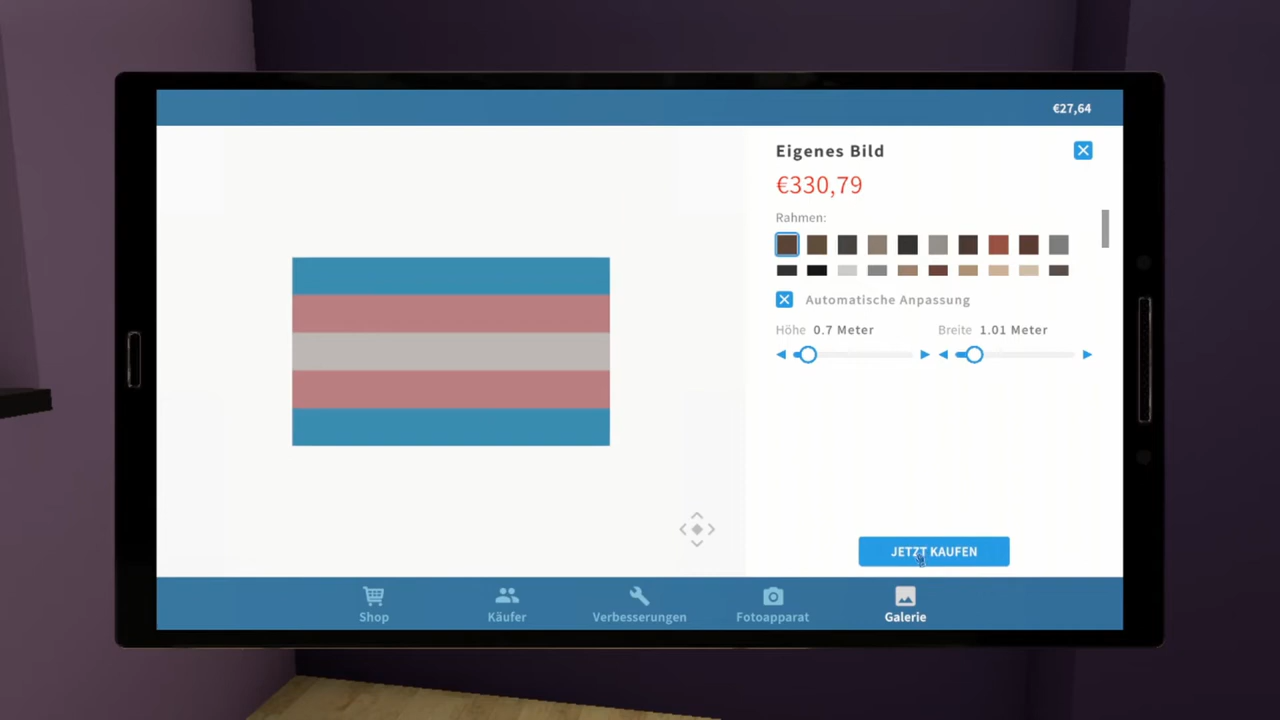 €27,64
Eigenes Bild
€330,79
Rahmen:
Automatische Anpassung
Höhe 0.7 Meter Breite 1.01 Meter
JETZT KAUFEN
Shop Käufer Verbesserungen Fotoapparat Galerie